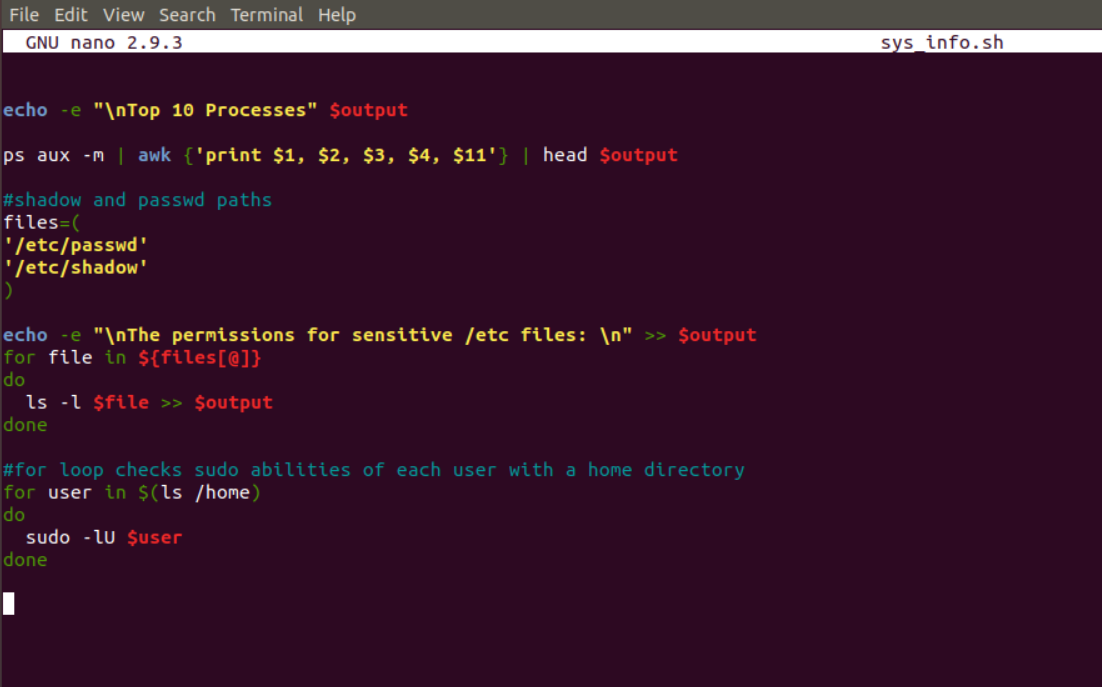 File Edit View Search Terminal Help
GNU nano 2.9.3 sys_info.sh
echo -e "\nTop 10 Processes" $output
ps aux -m | awk {'print $1, $2, $3, $4, $11'} | head $output
#shadow and passwd paths
files=(
'/etc/passwd'
'/etc/shadow'
)
echo -e "\nThe permissions for sensitive /etc files: \n" >> $output
for file in ${files[@]}
do
  ls -l $file >> $output
done
#for loop checks sudo abilities of each user with a home directory
for user in $(ls /home)
do
  sudo -lU $user
done